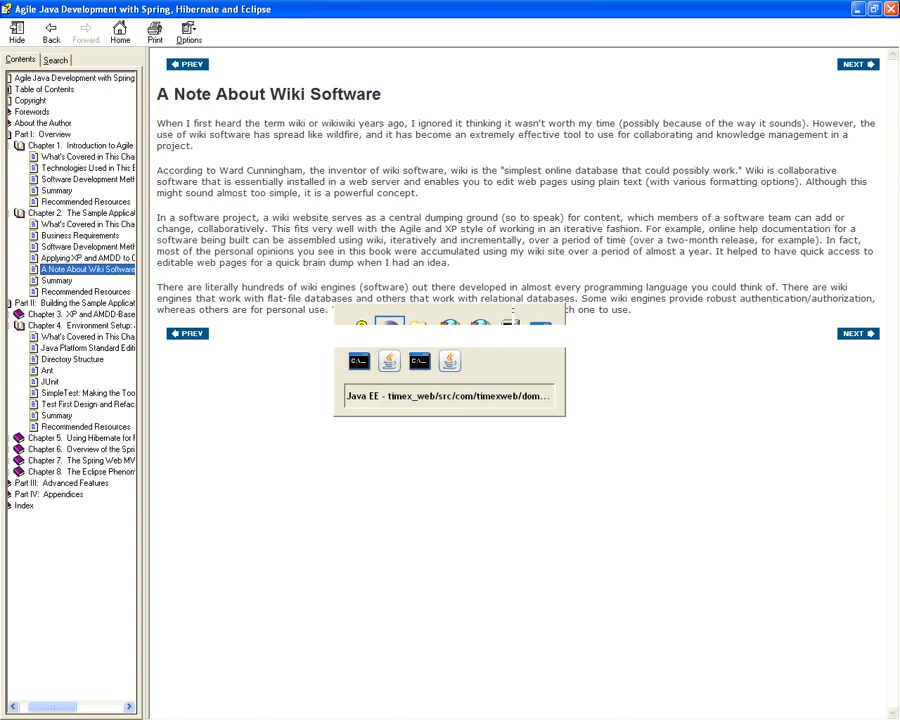 Agile Java Development with Spring, Hibernate and Eclipse
Hide Back Forward Home Print Options
Contents Search
Agile Java Development with Spring
Table of Contents
Copyright
Forewords
About the Author
Part I: Overview
Chapter 1. Introduction to Agile
What's Covered in This Cha
Technologies Used in This E
Software Development Meth
Summary
Recommended Resources
Chapter 2. The Sample Applicat
What's Covered in This Cha
Business Requirements
Software Development Meth
Applying XP and AMDD to O
A Note About Wiki Software
Summary
Recommended Resources
Part II: Building the Sample Applicat
Chapter 3. XP and AMDD-Base
Chapter 4. Environment Setup:
What's Covered in This Cha
Java Platform Standard Editi
Directory Structure
Ant
JUnit
SimpleTest: Making the Too
Test First Design and Refac
Summary
Recommended Resources
Chapter 5. Using Hibernate for F
Chapter 6. Overview of the Spri
Chapter 7. The Spring Web MV
Chapter 8. The Eclipse Phenom
Part III: Advanced Features
Part IV: Appendices
Index
PREV NEXT
A Note About Wiki Software
When I first heard the term wiki or wikiwiki years ago, I ignored it thinking it wasn't worth my time (possibly because of the way it sounds). However, the
use of wiki software has spread like wildfire, and it has become an extremely effective tool to use for collaborating and knowledge management in a
project.
According to Ward Cunningham, the inventor of wiki software, wiki is the "simplest online database that could possibly work." Wiki is collaborative
software that is essentially installed in a web server and enables you to edit web pages using plain text (with various formatting options). Although this
might sound almost too simple, it is a powerful concept.
In a software project, a wiki website serves as a central dumping ground (so to speak) for content, which members of a software team can add or
change, collaboratively. This fits very well with the Agile and XP style of working in an iterative fashion. For example, online help documentation for a
software being built can be assembled using wiki, iteratively and incrementally, over a period of time (over a two-month release, for example). In fact,
most of the personal opinions you see in this book were accumulated using my wiki site over a period of almost a year. It helped to have quick access to
editable web pages for a quick brain dump when I had an idea.
There are literally hundreds of wiki engines (software) out there developed in almost every programming language you could think of. There are wiki
engines that work with flat-file databases and others that work with relational databases. Some wiki engines provide robust authentication/authorization,
whereas others are for personal use. ch one to use.
PREV NEXT
C:\... C:\...
Java EE - timex_web/src/com/timexweb/dom...